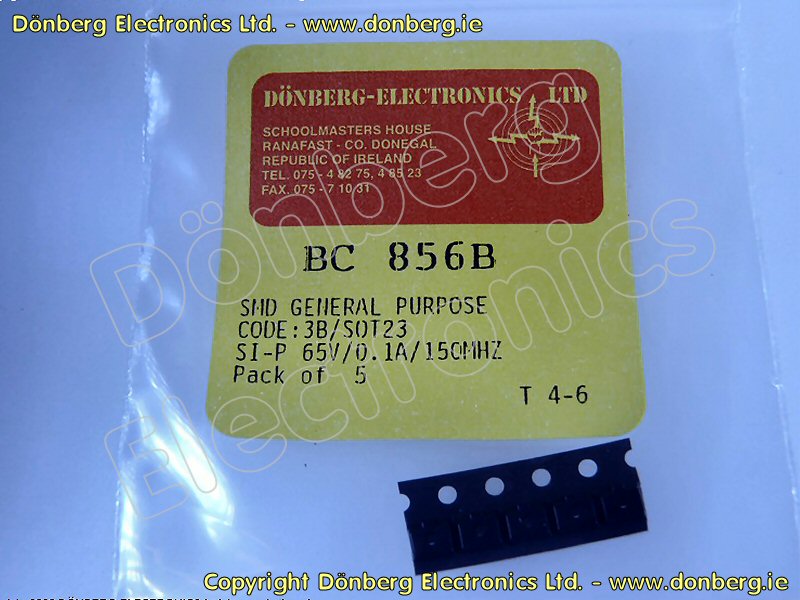 Dönberg Electronics Ltd. - www.donberg.ie
DÖNBERG-ELECTRONICS LTD
SCHOOLMASTERS HOUSE
RANAFAST - CO. DONEGAL
REPUBLIC OF IRELAND
TEL. 075 - 4 82 75, 4 85 23
FAX. 075 - 7 10 31
BC 856B
SMD GENERAL PURPOSE
CODE:3B/SOT23
SI-P 65V/0.1A/150MHZ
Pack of 5
T 4-6
Dönberg
Electronics
Copyright Dönberg Electronics Ltd. - www.donberg.ie